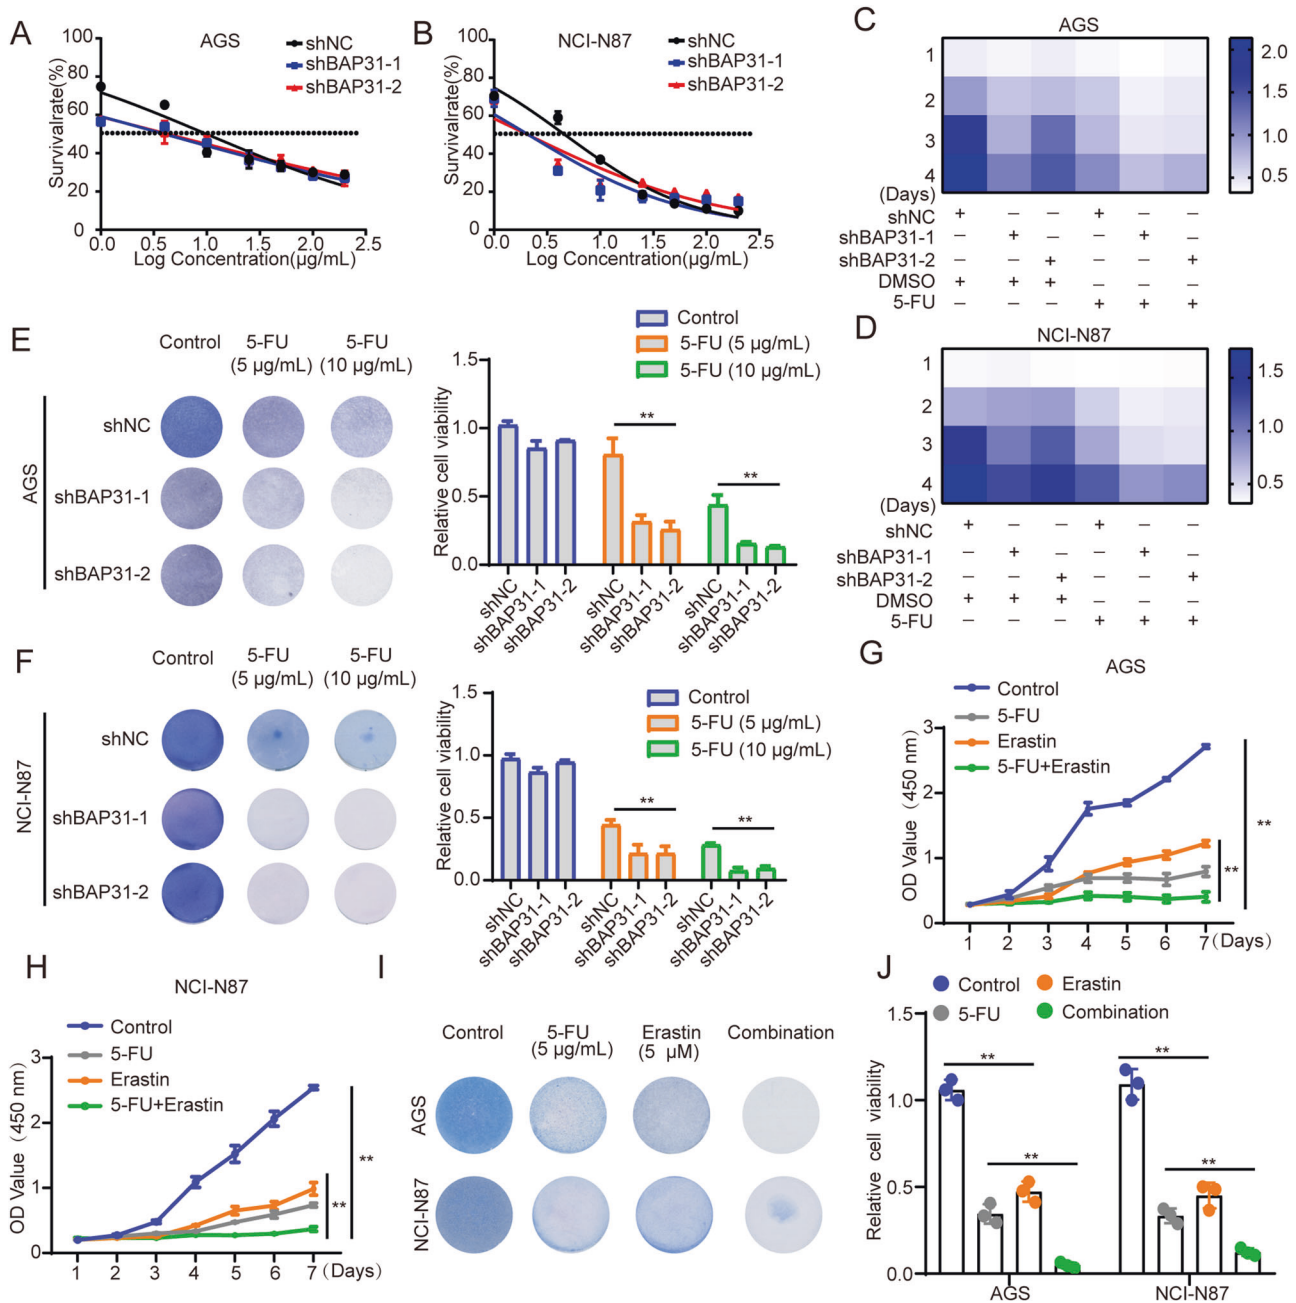 A
AGS
shNC
shBAP31-1
shBAP31-2
Survivalrate(%)
100
80
60
40
20
0
0.0 0.5 1.0 1.5 2.0 2.5
Log Concentration(μg/mL)
B
NCI-N87
shNC
shBAP31-1
shBAP31-2
Survivalrate(%)
100
80
60
40
20
0
0.0 0.5 1.0 1.5 2.0 2.5
Log Concentration(μg/mL)
C
AGS
1
2
3
4
(Days)
2.0
1.5
1.0
0.5
shNC + − − + − −
shBAP31-1 − + − − + −
shBAP31-2 − − + − − +
DMSO + + + − − −
5-FU − − − + + +
D
NCI-N87
1
2
3
4
(Days)
1.5
1.0
0.5
shNC + − − + − −
shBAP31-1 − + − − + −
shBAP31-2 − − + − − +
DMSO + + + − − −
5-FU − − − + + +
E
Control 5-FU (5 μg/mL) 5-FU (10 μg/mL)
AGS
shNC
shBAP31-1
shBAP31-2
Control
5-FU (5 μg/mL)
5-FU (10 μg/mL)
Relative cell viability
1.5
1.0
0.5
0.0
**
**
shNC shBAP31-1 shBAP31-2 shNC shBAP31-1 shBAP31-2 shNC shBAP31-1 shBAP31-2
F
Control 5-FU (5 μg/mL) 5-FU (10 μg/mL)
NCI-N87
shNC
shBAP31-1
shBAP31-2
Control
5-FU (5 μg/mL)
5-FU (10 μg/mL)
Relative cell viability
1.5
1.0
0.5
0.0
**
**
shNC shBAP31-1 shBAP31-2 shNC shBAP31-1 shBAP31-2 shNC shBAP31-1 shBAP31-2
G
AGS
Control
5-FU
Erastin
5-FU+Erastin
OD Value (450 nm)
3
2
1
0
**
**
1 2 3 4 5 6 7 (Days)
H
NCI-N87
Control
5-FU
Erastin
5-FU+Erastin
OD Value (450 nm)
3
2
1
0
**
**
1 2 3 4 5 6 7 (Days)
I
Control 5-FU (5 μg/mL) Erastin (5 μM) Combination
AGS
NCI-N87
J
Control
Erastin
5-FU
Combination
Relative cell viability
1.5
1.0
0.5
0.0
**
**
**
**
AGS NCI-N87